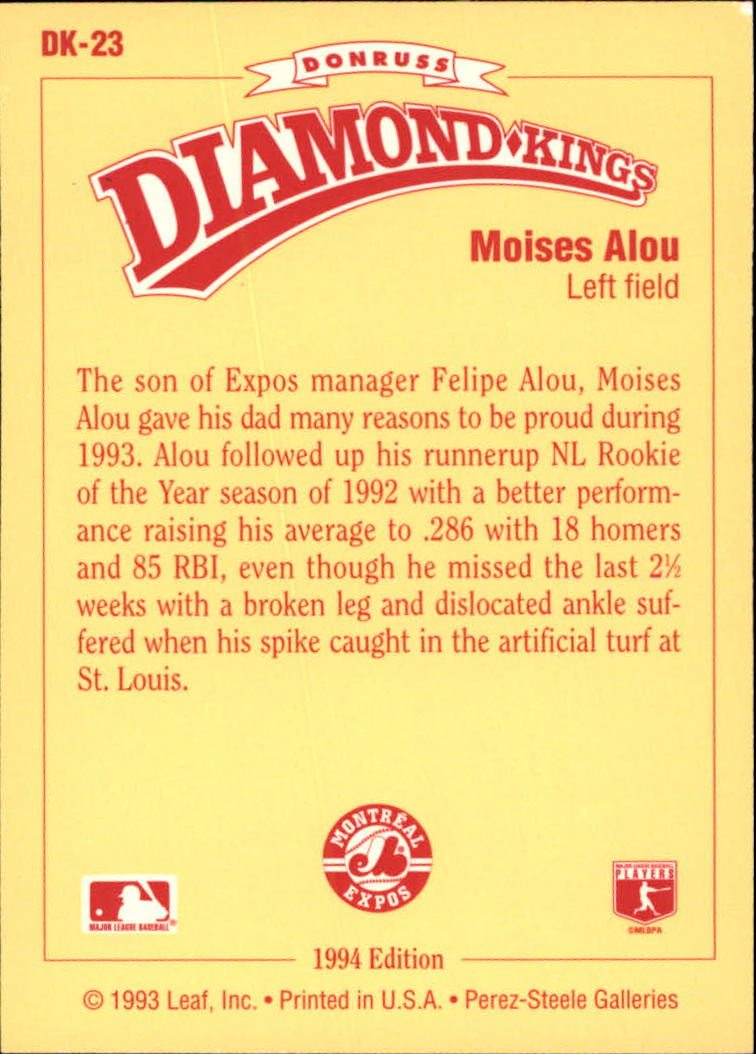 DK-23
DONRUSS
DIAMOND♦KINGS
Moises Alou
Left field
The son of Expos manager Felipe Alou, Moises
Alou gave his dad many reasons to be proud during
1993. Alou followed up his runnerup NL Rookie
of the Year season of 1992 with a better perform-
ance raising his average to .286 with 18 homers
and 85 RBI, even though he missed the last 2½
weeks with a broken leg and dislocated ankle suf-
fered when his spike caught in the artificial turf at
St. Louis.
MONTRÉAL
EXPOS
MAJOR LEAGUE BASEBALL®
MAJOR LEAGUE BASEBALL
PLAYERS
©MLBPA
1994 Edition
© 1993 Leaf, Inc. • Printed in U.S.A. • Perez-Steele Galleries